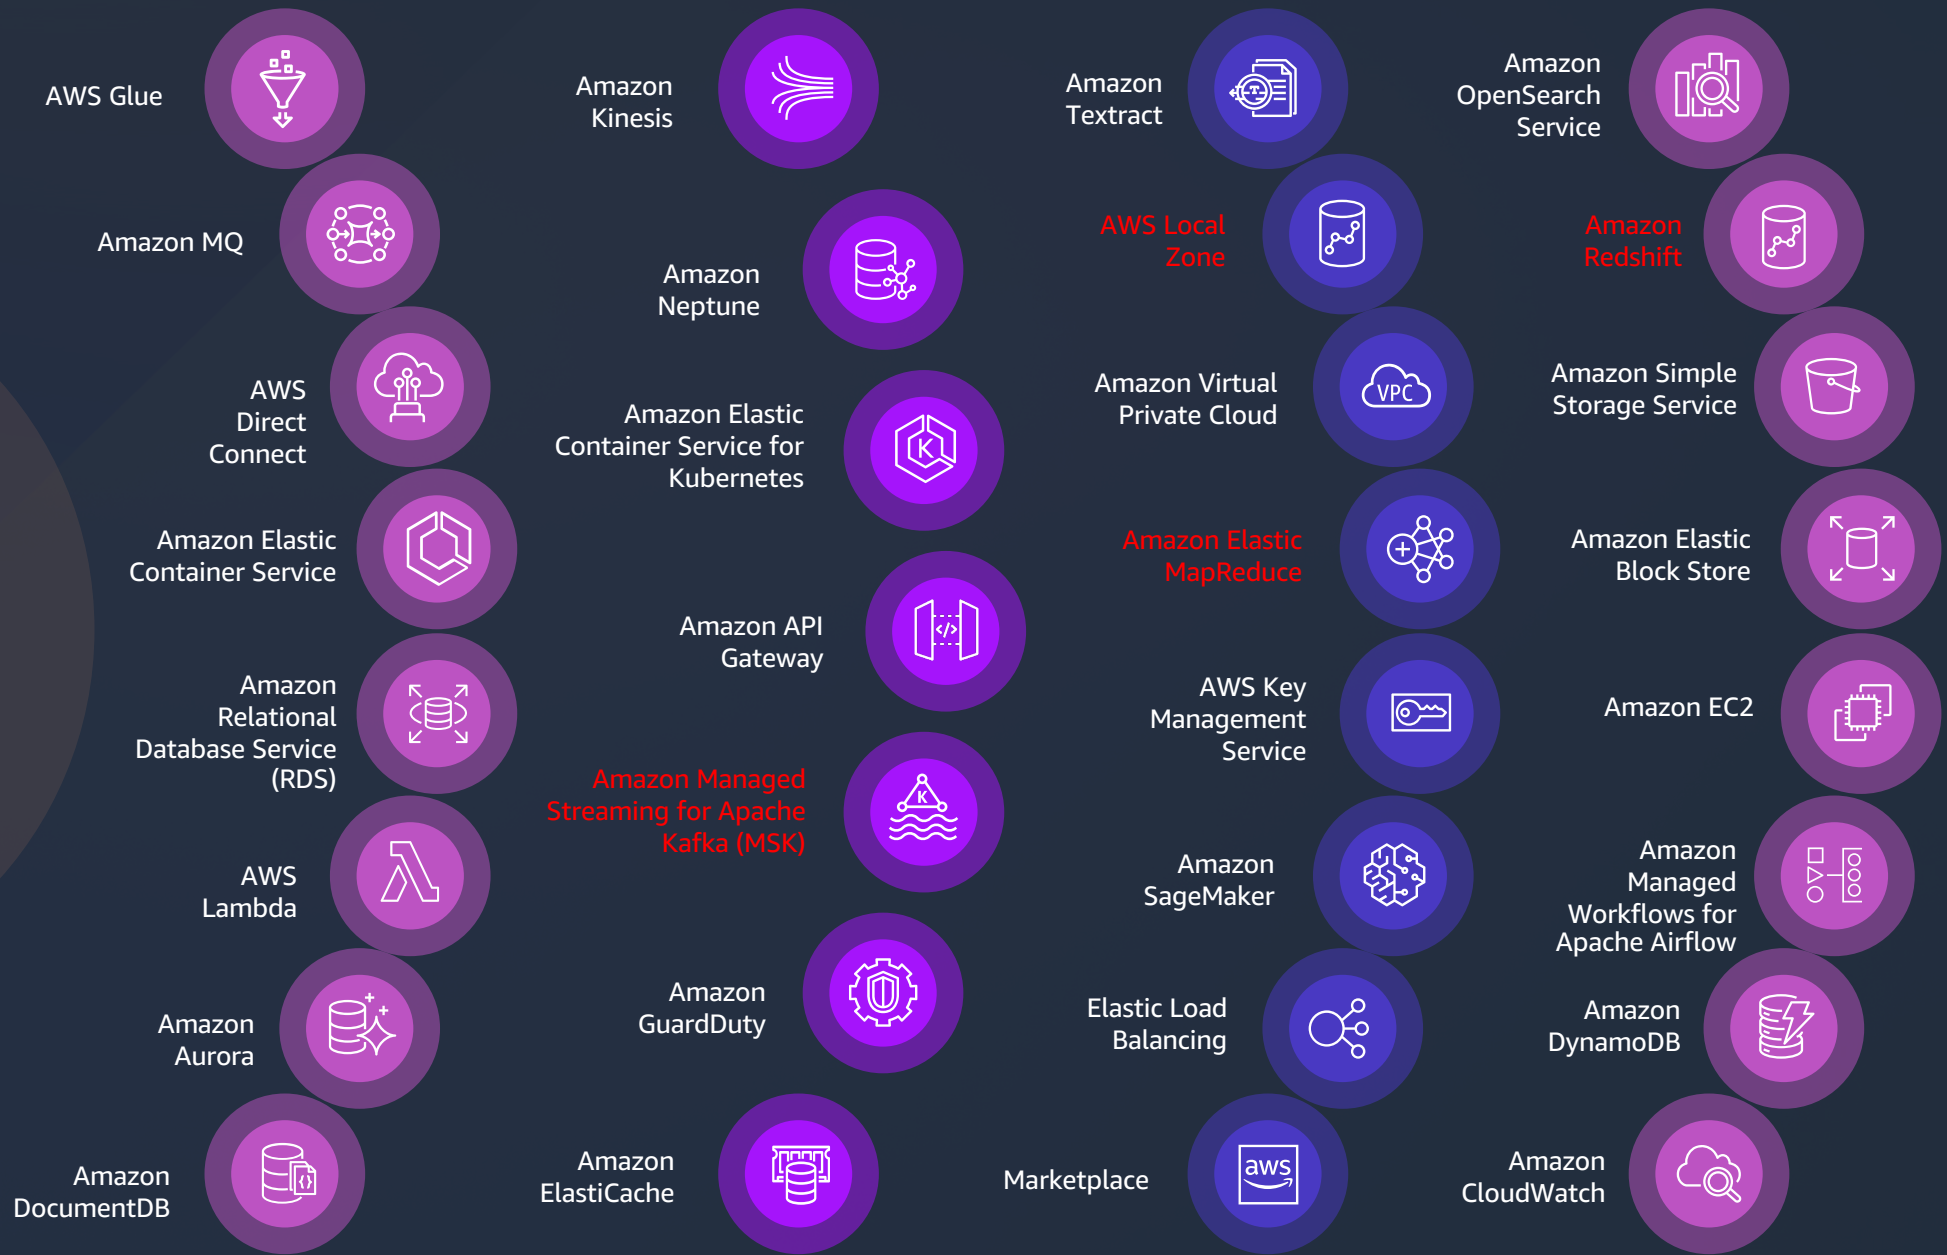 AWS Glue
Amazon MQ
AWS
Direct
Connect
Amazon Elastic
Container Service
Amazon
Relational
Database Service
(RDS)
AWS
Lambda
Amazon
Aurora
Amazon
DocumentDB
Amazon
Kinesis
Amazon
Neptune
Amazon Elastic
Container Service for
Kubernetes
K
Amazon API
Gateway
</>
Amazon Managed
Streaming for Apache
Kafka (MSK)
K
Amazon
GuardDuty
Amazon
ElastiCache
Amazon
Textract
T
AWS Local
Zone
Amazon Virtual
Private Cloud
VPC
Amazon Elastic
MapReduce
AWS Key
Management
Service
Amazon
SageMaker
Elastic Load
Balancing
Marketplace
aws
Amazon
OpenSearch
Service
Amazon
Redshift
Amazon Simple
Storage Service
Amazon Elastic
Block Store
Amazon EC2
Amazon
Managed
Workflows for
Apache Airflow
Amazon
DynamoDB
Amazon
CloudWatch